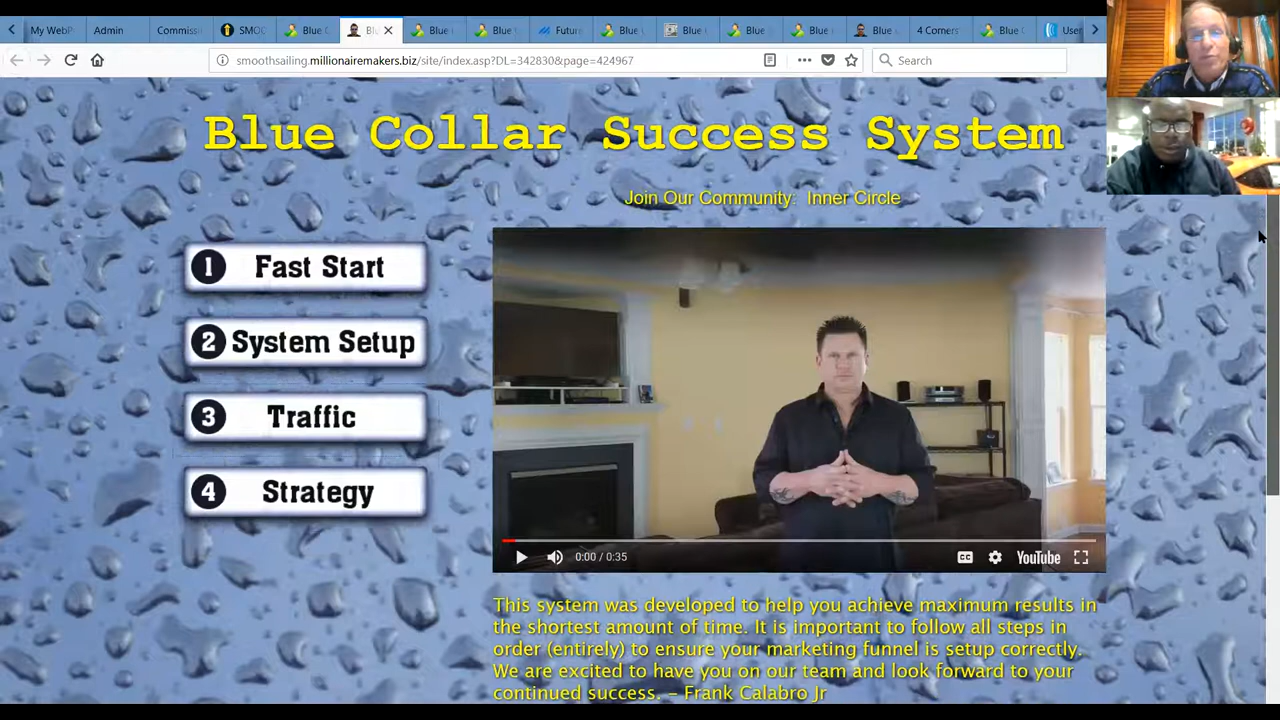 My WebP
Admin
Commissi
SMOO
Blue C
Blu
Blue
Blue
Future
Blue
Blue
Blue
Blue
Blue
4 Corners
Blue
User
smoothsailing.millionairemakers.biz
index.asp?DL=3428308&page=424967
Search
Blue Collar Success System
Join Our Community: Inner Circle
1 Fast Start
2 System Setup
3 Traffic
4 Strategy
0:00 / 0:35
CC
YouTube
This system was developed to help you achieve maximum results in
the shortest amount of time. It is important to follow all steps in
order (entirely) to ensure your marketing funnel is setup correctly.
We are excited to have you on our team and look forward to your
continued success. - Frank Calabro Jr